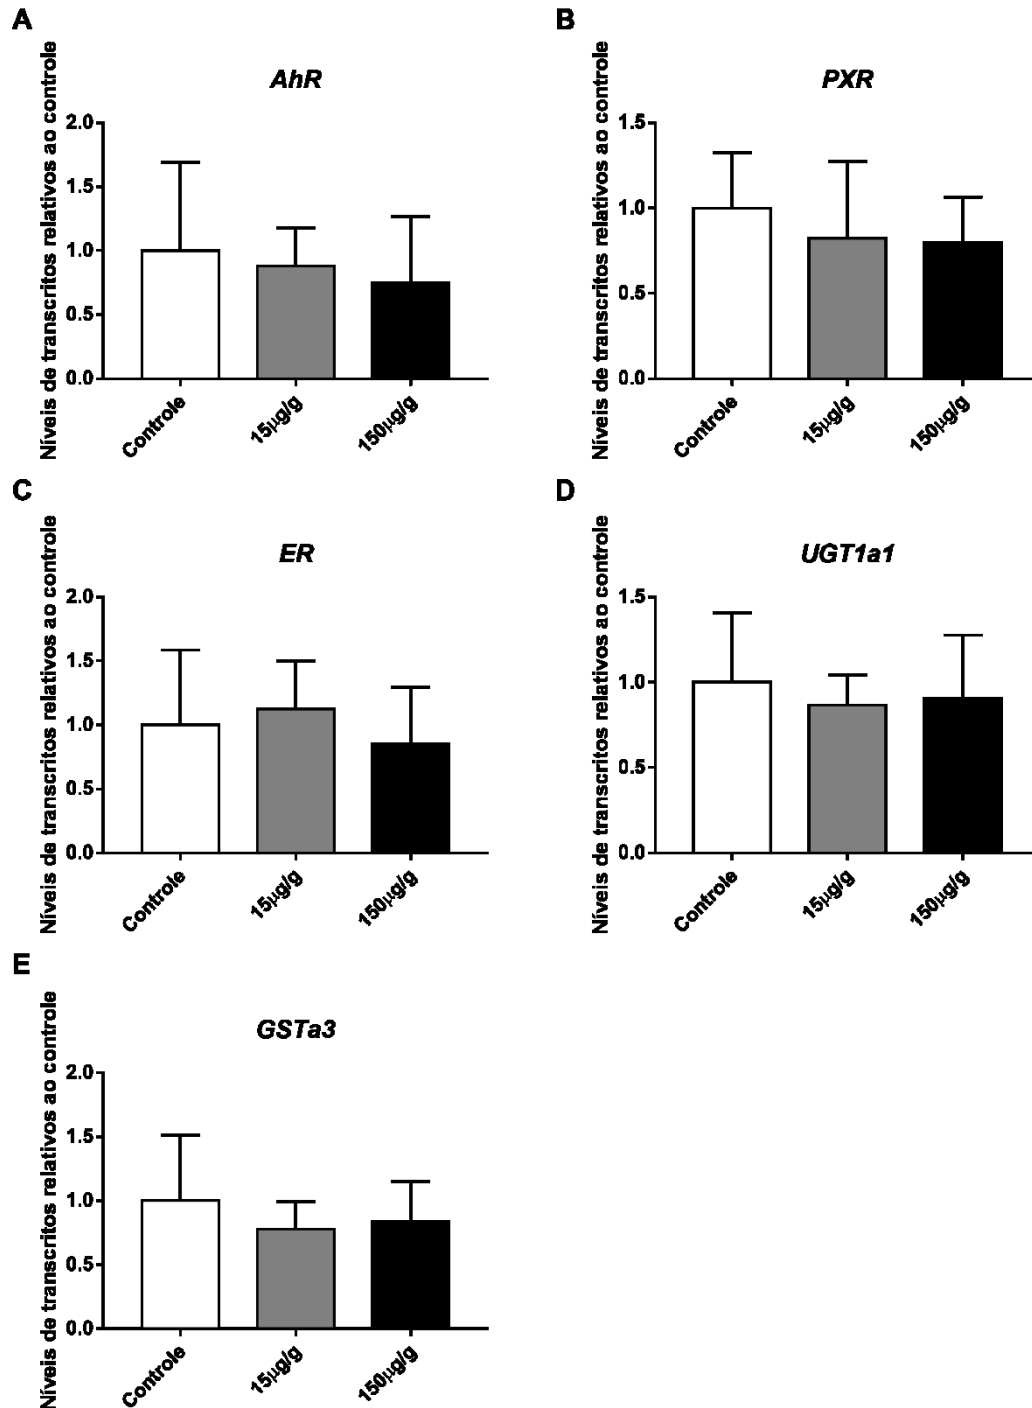 A
AhR
Níveis de transcritos relativos ao controle
2.0
1.5
1.0
0.5
0.0
Controle
15µg/g
150µg/g
B
PXR
Níveis de transcritos relativos ao controle
1.5
1.0
0.5
0.0
Controle
15µg/g
150µg/g
C
ER
Níveis de transcritos relativos ao controle
2.0
1.5
1.0
0.5
0.0
Controle
15µg/g
150µg/g
D
UGT1a1
Níveis de transcritos relativos ao controle
1.5
1.0
0.5
0.0
Controle
15µg/g
150µg/g
E
GSTa3
Níveis de transcritos relativos ao controle
2.0
1.5
1.0
0.5
0.0
Controle
15µg/g
150µg/g